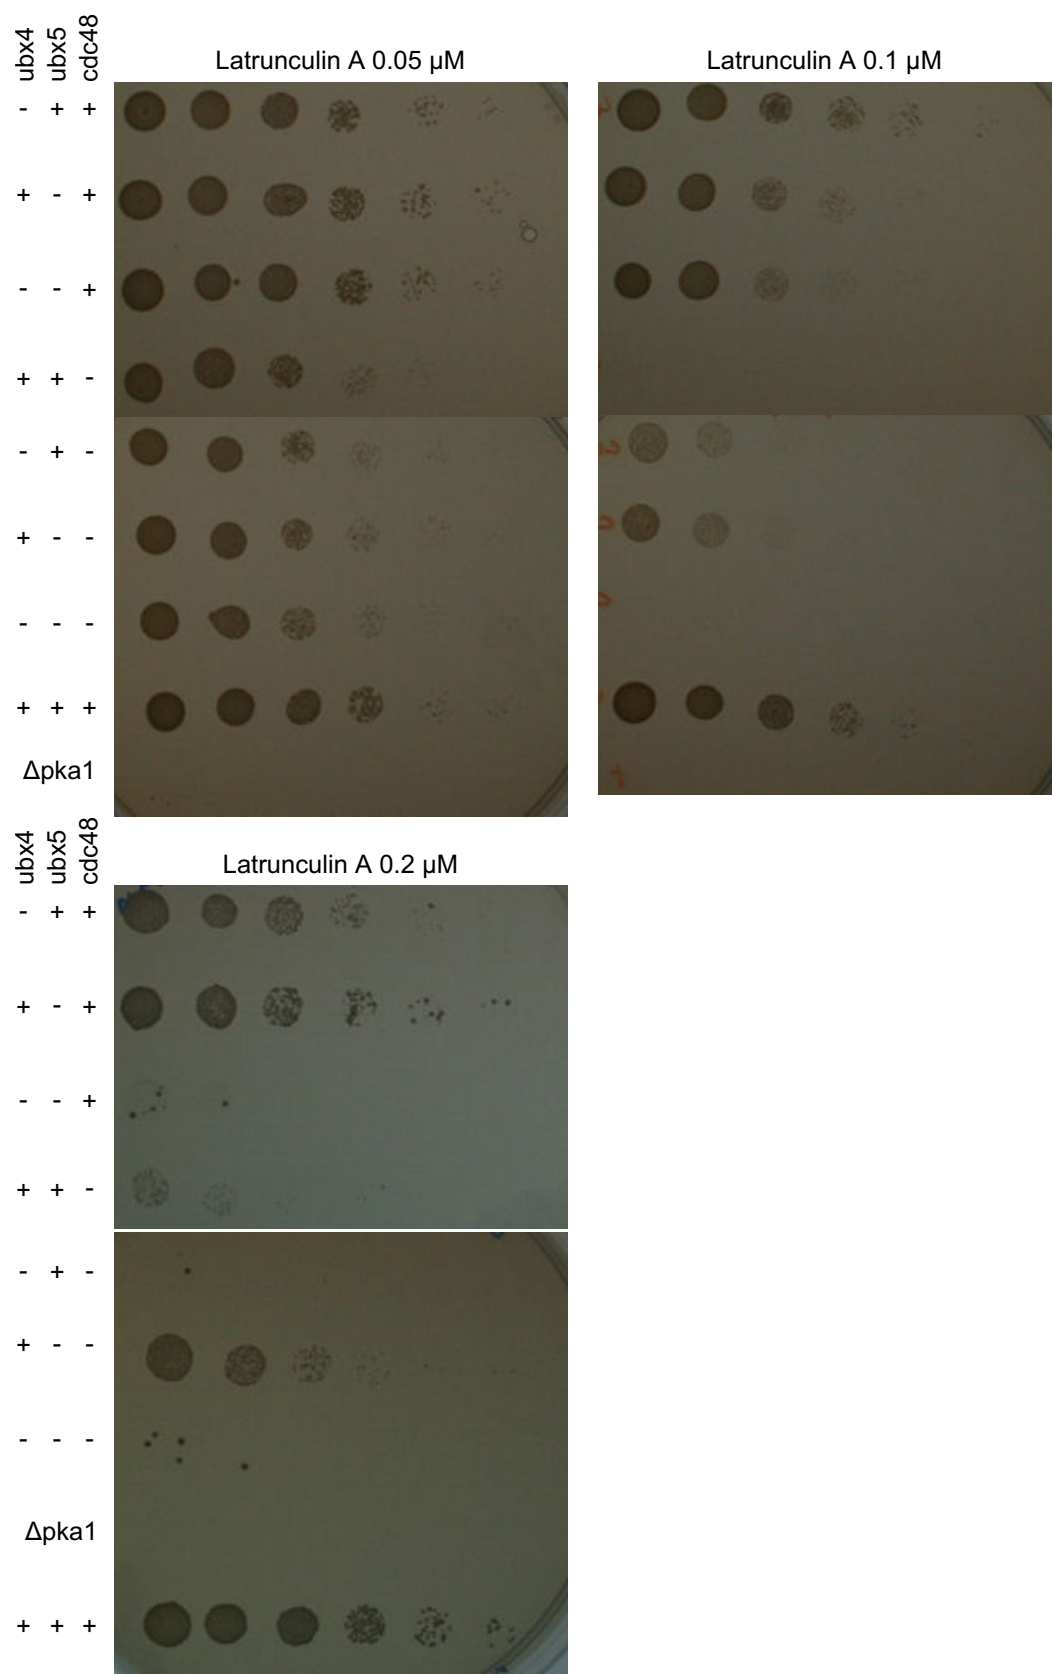 ubx4 ubx5 cdc48
Latrunculin A 0.05 µM
Latrunculin A 0.1 µM
- + +
+ - +
- - +
+ + -
- + -
+ - -
- - -
+ + +
Δpka1
ubx4 ubx5 cdc48
Latrunculin A 0.2 µM
- + +
+ - +
- - +
+ + -
- + -
+ - -
- - -
Δpka1
+ + +